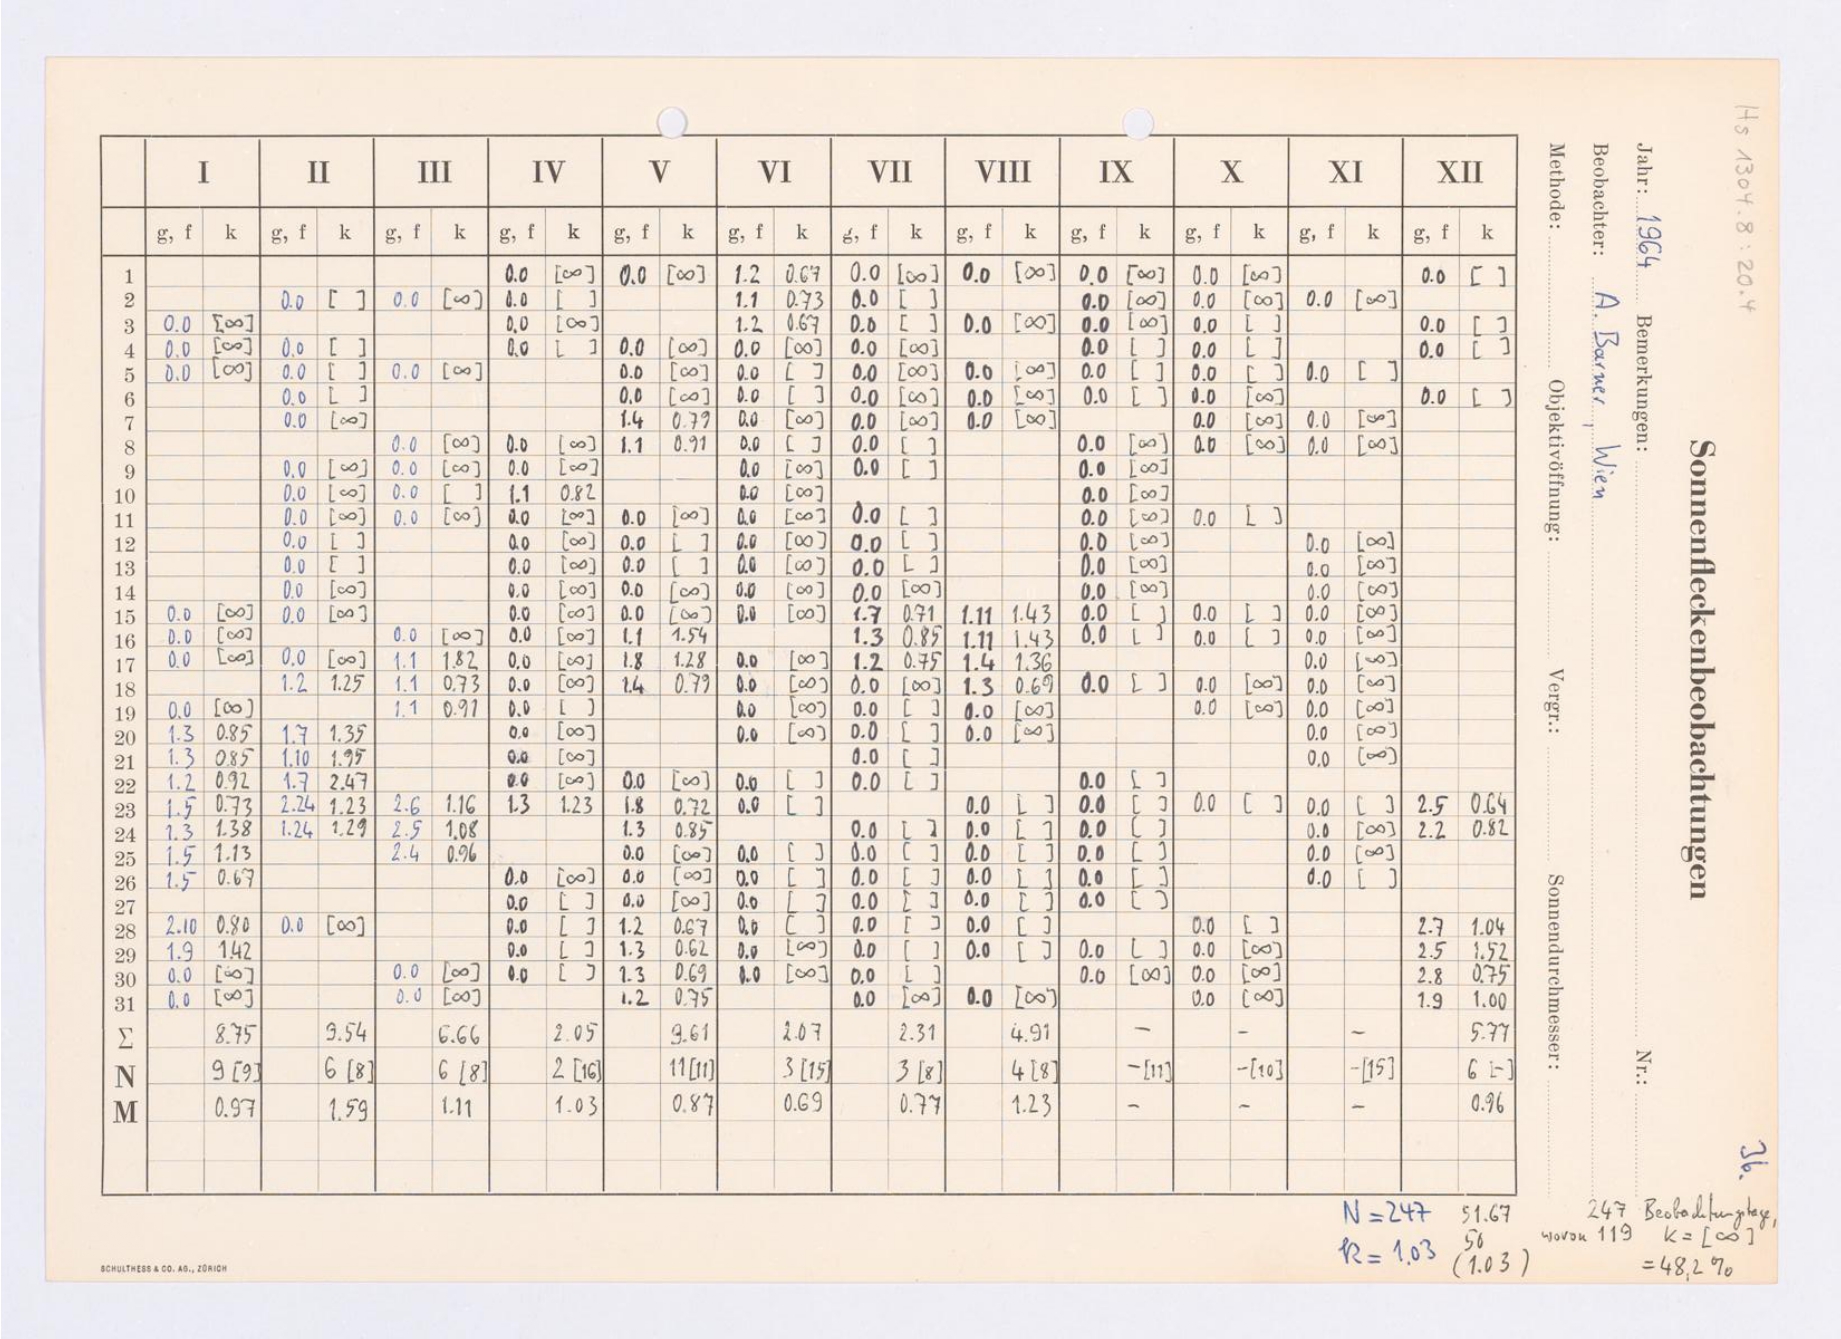 Hs 1304.8:20.4
Sonnenfleckenbeobachtungen
36.
Jahr: 1964 Bemerkungen: Nr.:
Beobachter: A. Barner, Wien
Methode: Objektivöffnung: Vergr.: Sonnendurchmesser:
I II III IV V VI VII VIII IX X XI XII
g, f k g, f k g, f k g, f k g, f k g, f k g, f k g, f k g, f k g, f k g, f k g, f k
1 0.0 [∞] 0.0 [∞] 1.2 0.67 0.0 [∞] 0.0 [∞] 0.0 [∞] 0.0 [∞] 0.0 [ ]
2 0.0 [ ] 0.0 [∞] 0.0 [ ] 1.1 0.73 0.0 [ ] 0.0 [∞] 0.0 [∞] 0.0 [∞]
3 0.0 [∞] 0.0 [∞] 1.2 0.67 0.0 [ ] 0.0 [∞] 0.0 [∞] 0.0 [ ] 0.0 [ ]
4 0.0 [∞] 0.0 [ ] 0.0 [ ] 0.0 [∞] 0.0 [∞] 0.0 [∞] 0.0 [ ] 0.0 [ ] 0.0 [ ]
5 0.0 [∞] 0.0 [ ] 0.0 [∞] 0.0 [∞] 0.0 [ ] 0.0 [∞] 0.0 [∞] 0.0 [ ] 0.0 [ ] 0.0 [ ]
6 0.0 [ ] 0.0 [∞] 0.0 [ ] 0.0 [∞] 0.0 [∞] 0.0 [ ] 0.0 [∞] 0.0 [ ]
7 0.0 [∞] 1.4 0.79 0.0 [∞] 0.0 [∞] 0.0 [∞] 0.0 [∞] 0.0 [∞]
8 0.0 [∞] 0.0 [∞] 1.1 0.91 0.0 [ ] 0.0 [ ] 0.0 [∞] 0.0 [∞] 0.0 [∞]
9 0.0 [∞] 0.0 [∞] 0.0 [∞] 0.0 [∞] 0.0 [ ] 0.0 [∞]
10 0.0 [∞] 0.0 [ ] 1.1 0.82 0.0 [∞] 0.0 [∞]
11 0.0 [∞] 0.0 [∞] 0.0 [∞] 0.0 [∞] 0.0 [∞] 0.0 [ ] 0.0 [∞] 0.0 [ ]
12 0.0 [ ] 0.0 [∞] 0.0 [ ] 0.0 [∞] 0.0 [ ] 0.0 [∞] 0.0 [∞]
13 0.0 [ ] 0.0 [∞] 0.0 [ ] 0.0 [∞] 0.0 [ ] 0.0 [∞] 0.0 [∞]
14 0.0 [∞] 0.0 [∞] 0.0 [∞] 0.0 [∞] 0.0 [∞] 0.0 [∞] 0.0 [∞]
15 0.0 [∞] 0.0 [∞] 0.0 [∞] 0.0 [∞] 0.0 [∞] 1.7 0.71 1.11 1.43 0.0 [ ] 0.0 [ ] 0.0 [∞]
16 0.0 [∞] 0.0 [∞] 0.0 [∞] 1.1 1.54 1.3 0.85 1.11 1.43 0.0 [ ] 0.0 [ ] 0.0 [∞]
17 0.0 [∞] 0.0 [∞] 1.1 1.82 0.0 [∞] 1.8 1.28 0.0 [∞] 1.2 0.75 1.4 1.36 0.0 [∞]
18 1.2 1.25 1.1 0.73 0.0 [∞] 1.4 0.79 0.0 [∞] 0.0 [∞] 1.3 0.69 0.0 [ ] 0.0 [∞] 0.0 [∞]
19 0.0 [∞] 1.1 0.91 0.0 [ ] 0.0 [∞] 0.0 [ ] 0.0 [∞] 0.0 [∞] 0.0 [∞]
20 1.3 0.85 1.7 1.35 0.0 [∞] 0.0 [∞] 0.0 [ ] 0.0 [∞] 0.0 [∞]
21 1.3 0.85 1.10 1.95 0.0 [∞] 0.0 [ ] 0.0 [∞]
22 1.2 0.92 1.7 2.47 0.0 [∞] 0.0 [∞] 0.0 [ ] 0.0 [ ] 0.0 [ ]
23 1.5 0.73 2.24 1.23 2.6 1.16 1.3 1.23 1.8 0.72 0.0 [ ] 0.0 [ ] 0.0 [ ] 0.0 [ ] 0.0 [ ] 2.5 0.64
24 1.3 1.38 1.24 1.29 2.5 1.08 1.3 0.85 0.0 [ ] 0.0 [ ] 0.0 [ ] 0.0 [∞] 2.2 0.82
25 1.5 1.13 2.4 0.96 0.0 [∞] 0.0 [ ] 0.0 [ ] 0.0 [ ] 0.0 [ ] 0.0 [∞]
26 1.5 0.67 0.0 [∞] 0.0 [∞] 0.0 [ ] 0.0 [ ] 0.0 [ ] 0.0 [ ] 0.0 [ ]
27 0.0 [ ] 0.0 [∞] 0.0 [ ] 0.0 [ ] 0.0 [ ] 0.0 [ ]
28 2.10 0.80 0.0 [∞] 0.0 [ ] 1.2 0.67 0.0 [ ] 0.0 [ ] 0.0 [ ] 0.0 [ ] 2.7 1.04
29 1.9 1.42 0.0 [ ] 1.3 0.62 0.0 [∞] 0.0 [ ] 0.0 [ ] 0.0 [ ] 0.0 [∞] 2.5 1.52
30 0.0 [∞] 0.0 [∞] 0.0 [ ] 1.3 0.69 0.0 [∞] 0.0 [ ] 0.0 [∞] 0.0 [∞] 2.8 0.75
31 0.0 [∞] 0.0 [∞] 1.2 0.75 0.0 [∞] 0.0 [∞] 0.0 [∞] 1.9 1.00
Σ 8.75 9.54 6.66 2.05 9.61 2.07 2.31 4.91 – – – 5.77
N 9 [9] 6 [8] 6 [8] 2 [16] 11 [11] 3 [15] 3 [8] 4 [8] –[11] –[10] –[15] 6 [–]
M 0.97 1.59 1.11 1.03 0.87 0.69 0.77 1.23 – – – 0.96
N = 247 51.67 247 Beobachtungstage,
50 wovon 119 k = [∞]
k = 1,03 (1.03) = 48,2 %
SCHULTHESS & CO. AG., ZÜRICH